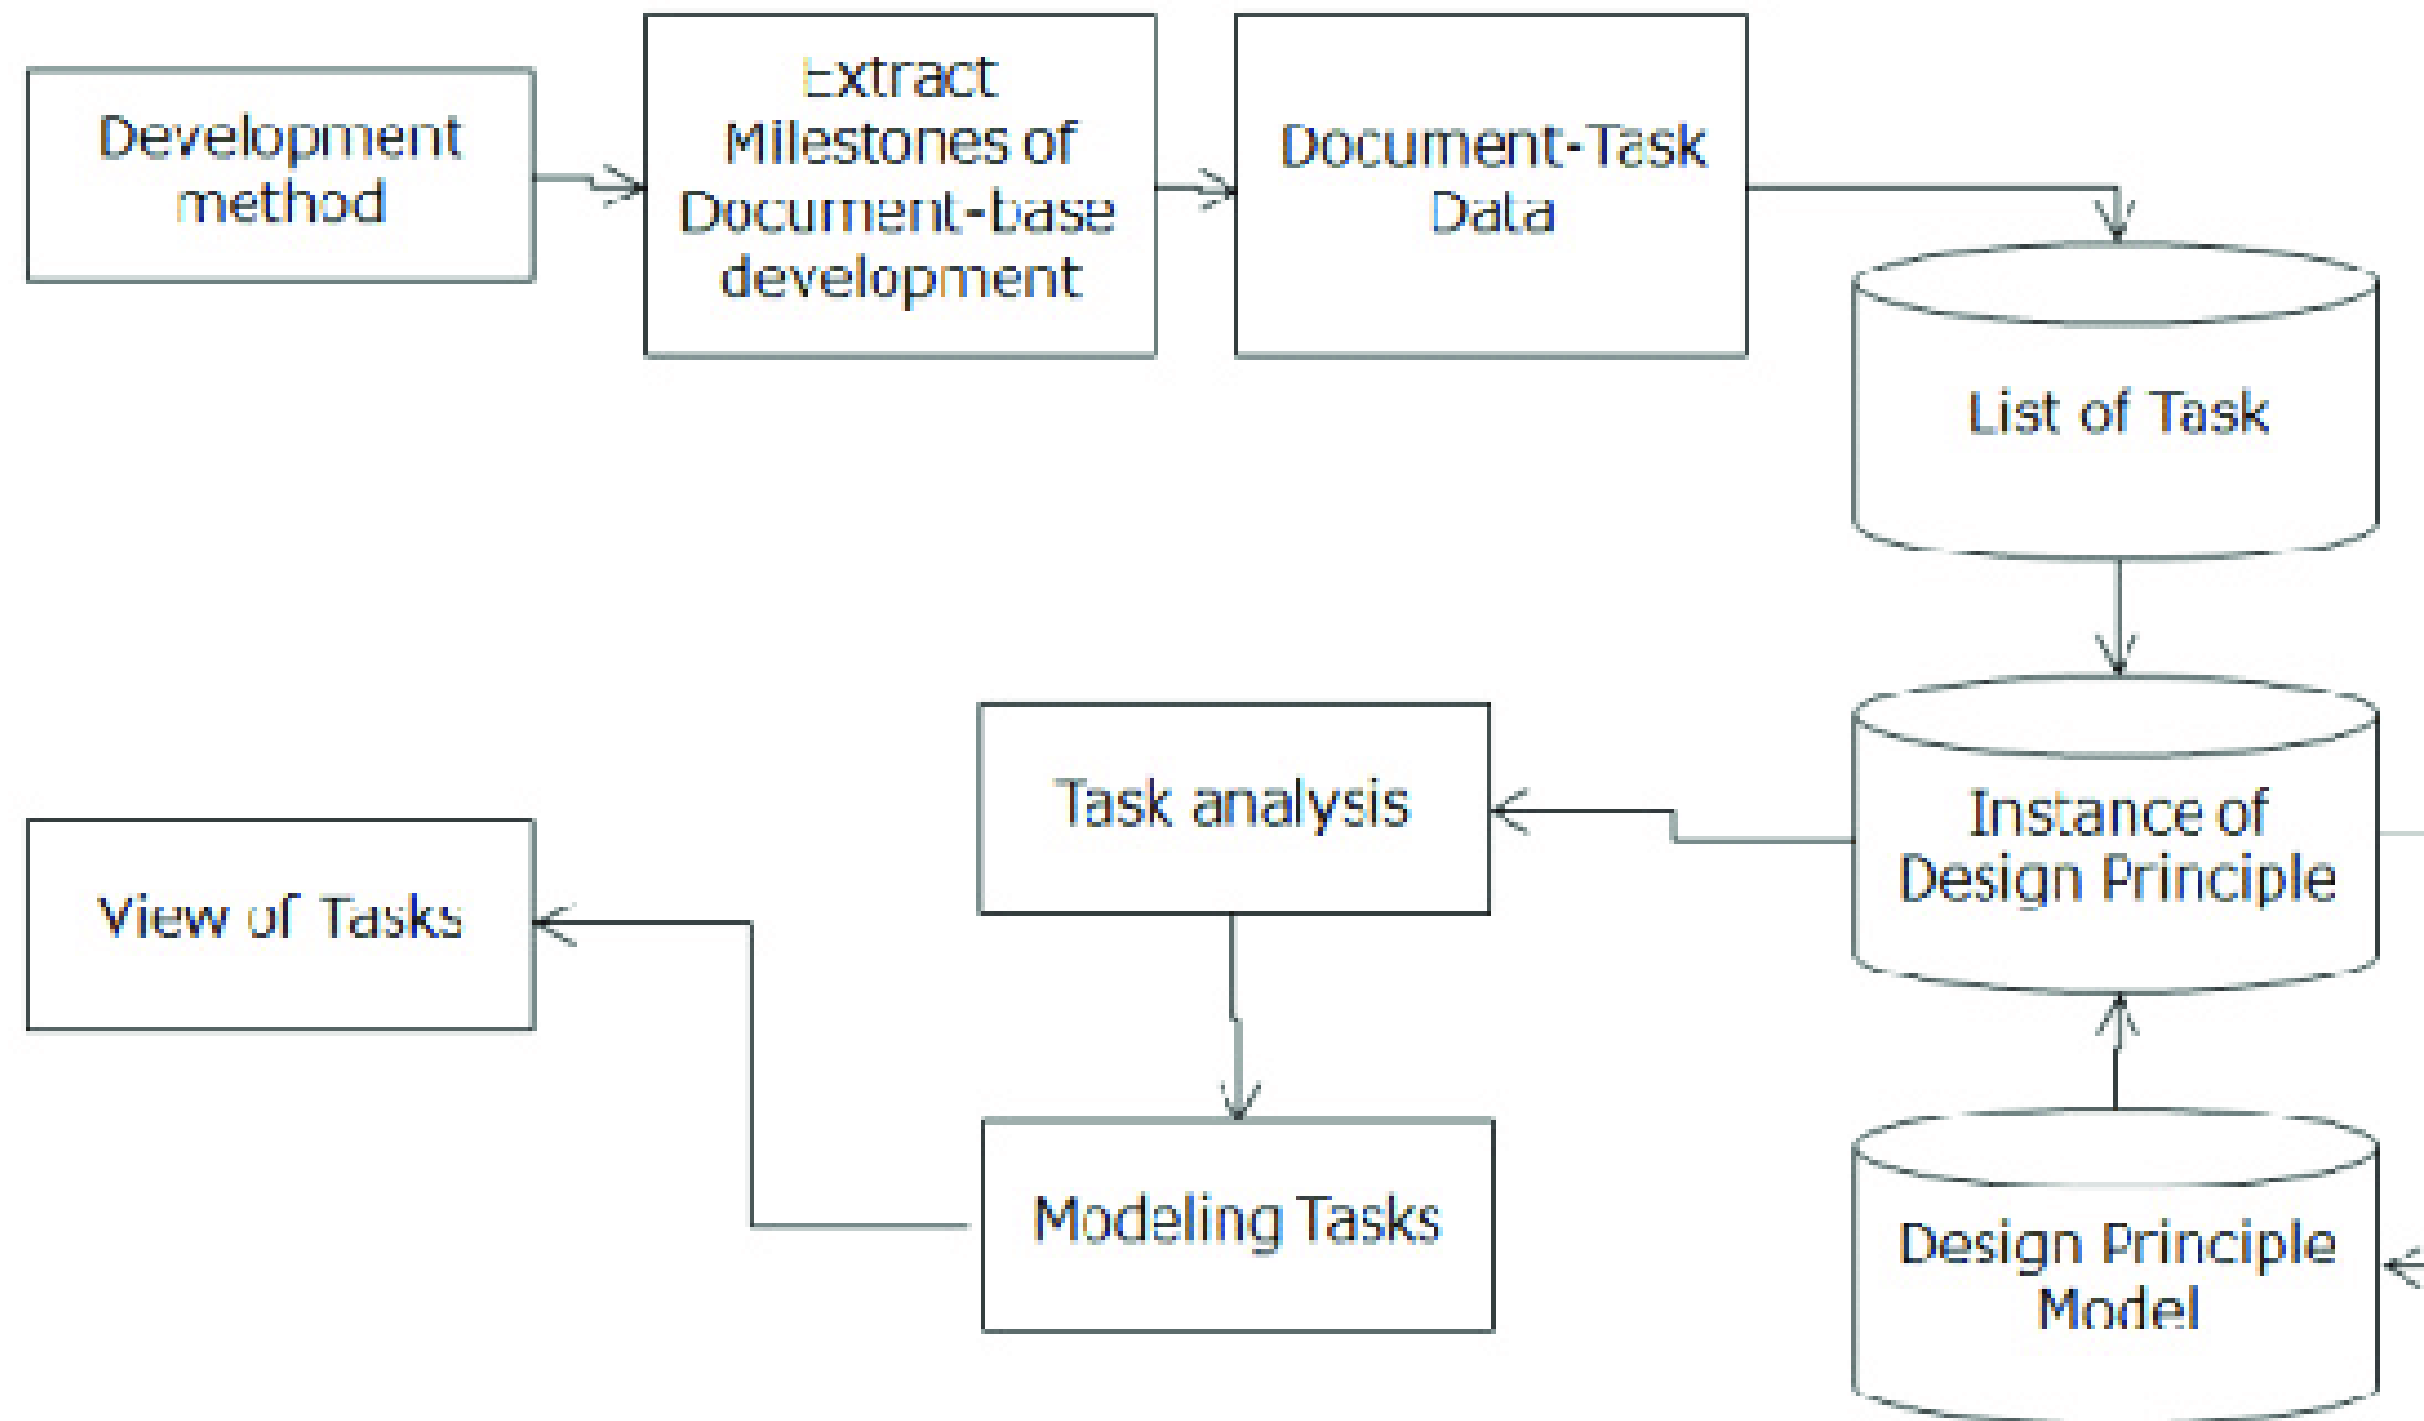 Development
method
Extract
Milestones of
Document-base
development
Document-Task
Data
List of Task
Instance of
Design Principle
Task analysis
View of Tasks
Modeling Tasks
Design Principle
Model